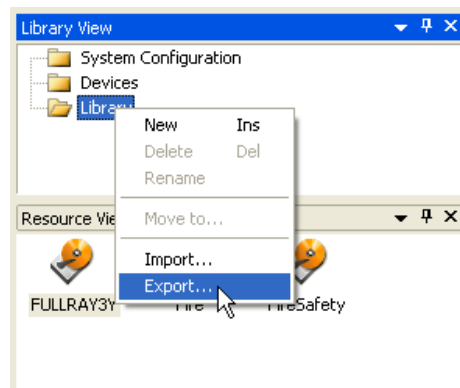 Library View
System Configuration
Devices
Library
New Ins
Delete Del
Rename
Resource Vie
Move to...
Import...
Export...
FULLRAY3Y Fire FireSafety